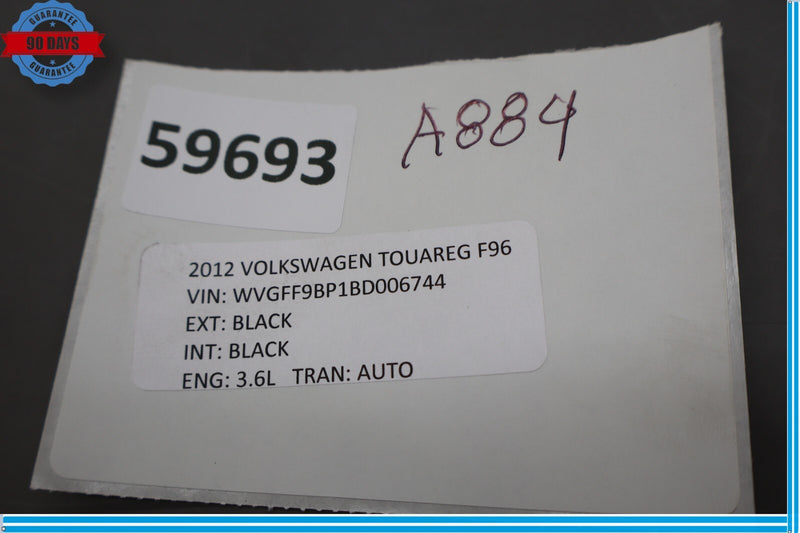 GUARANTEE
90 DAYS
GUARANTEE
59693
A884
2012 VOLKSWAGEN TOUAREG F96
VIN: WVGFF9BP1BD006744
EXT: BLACK
INT: BLACK
ENG: 3.6L TRAN: AUTO